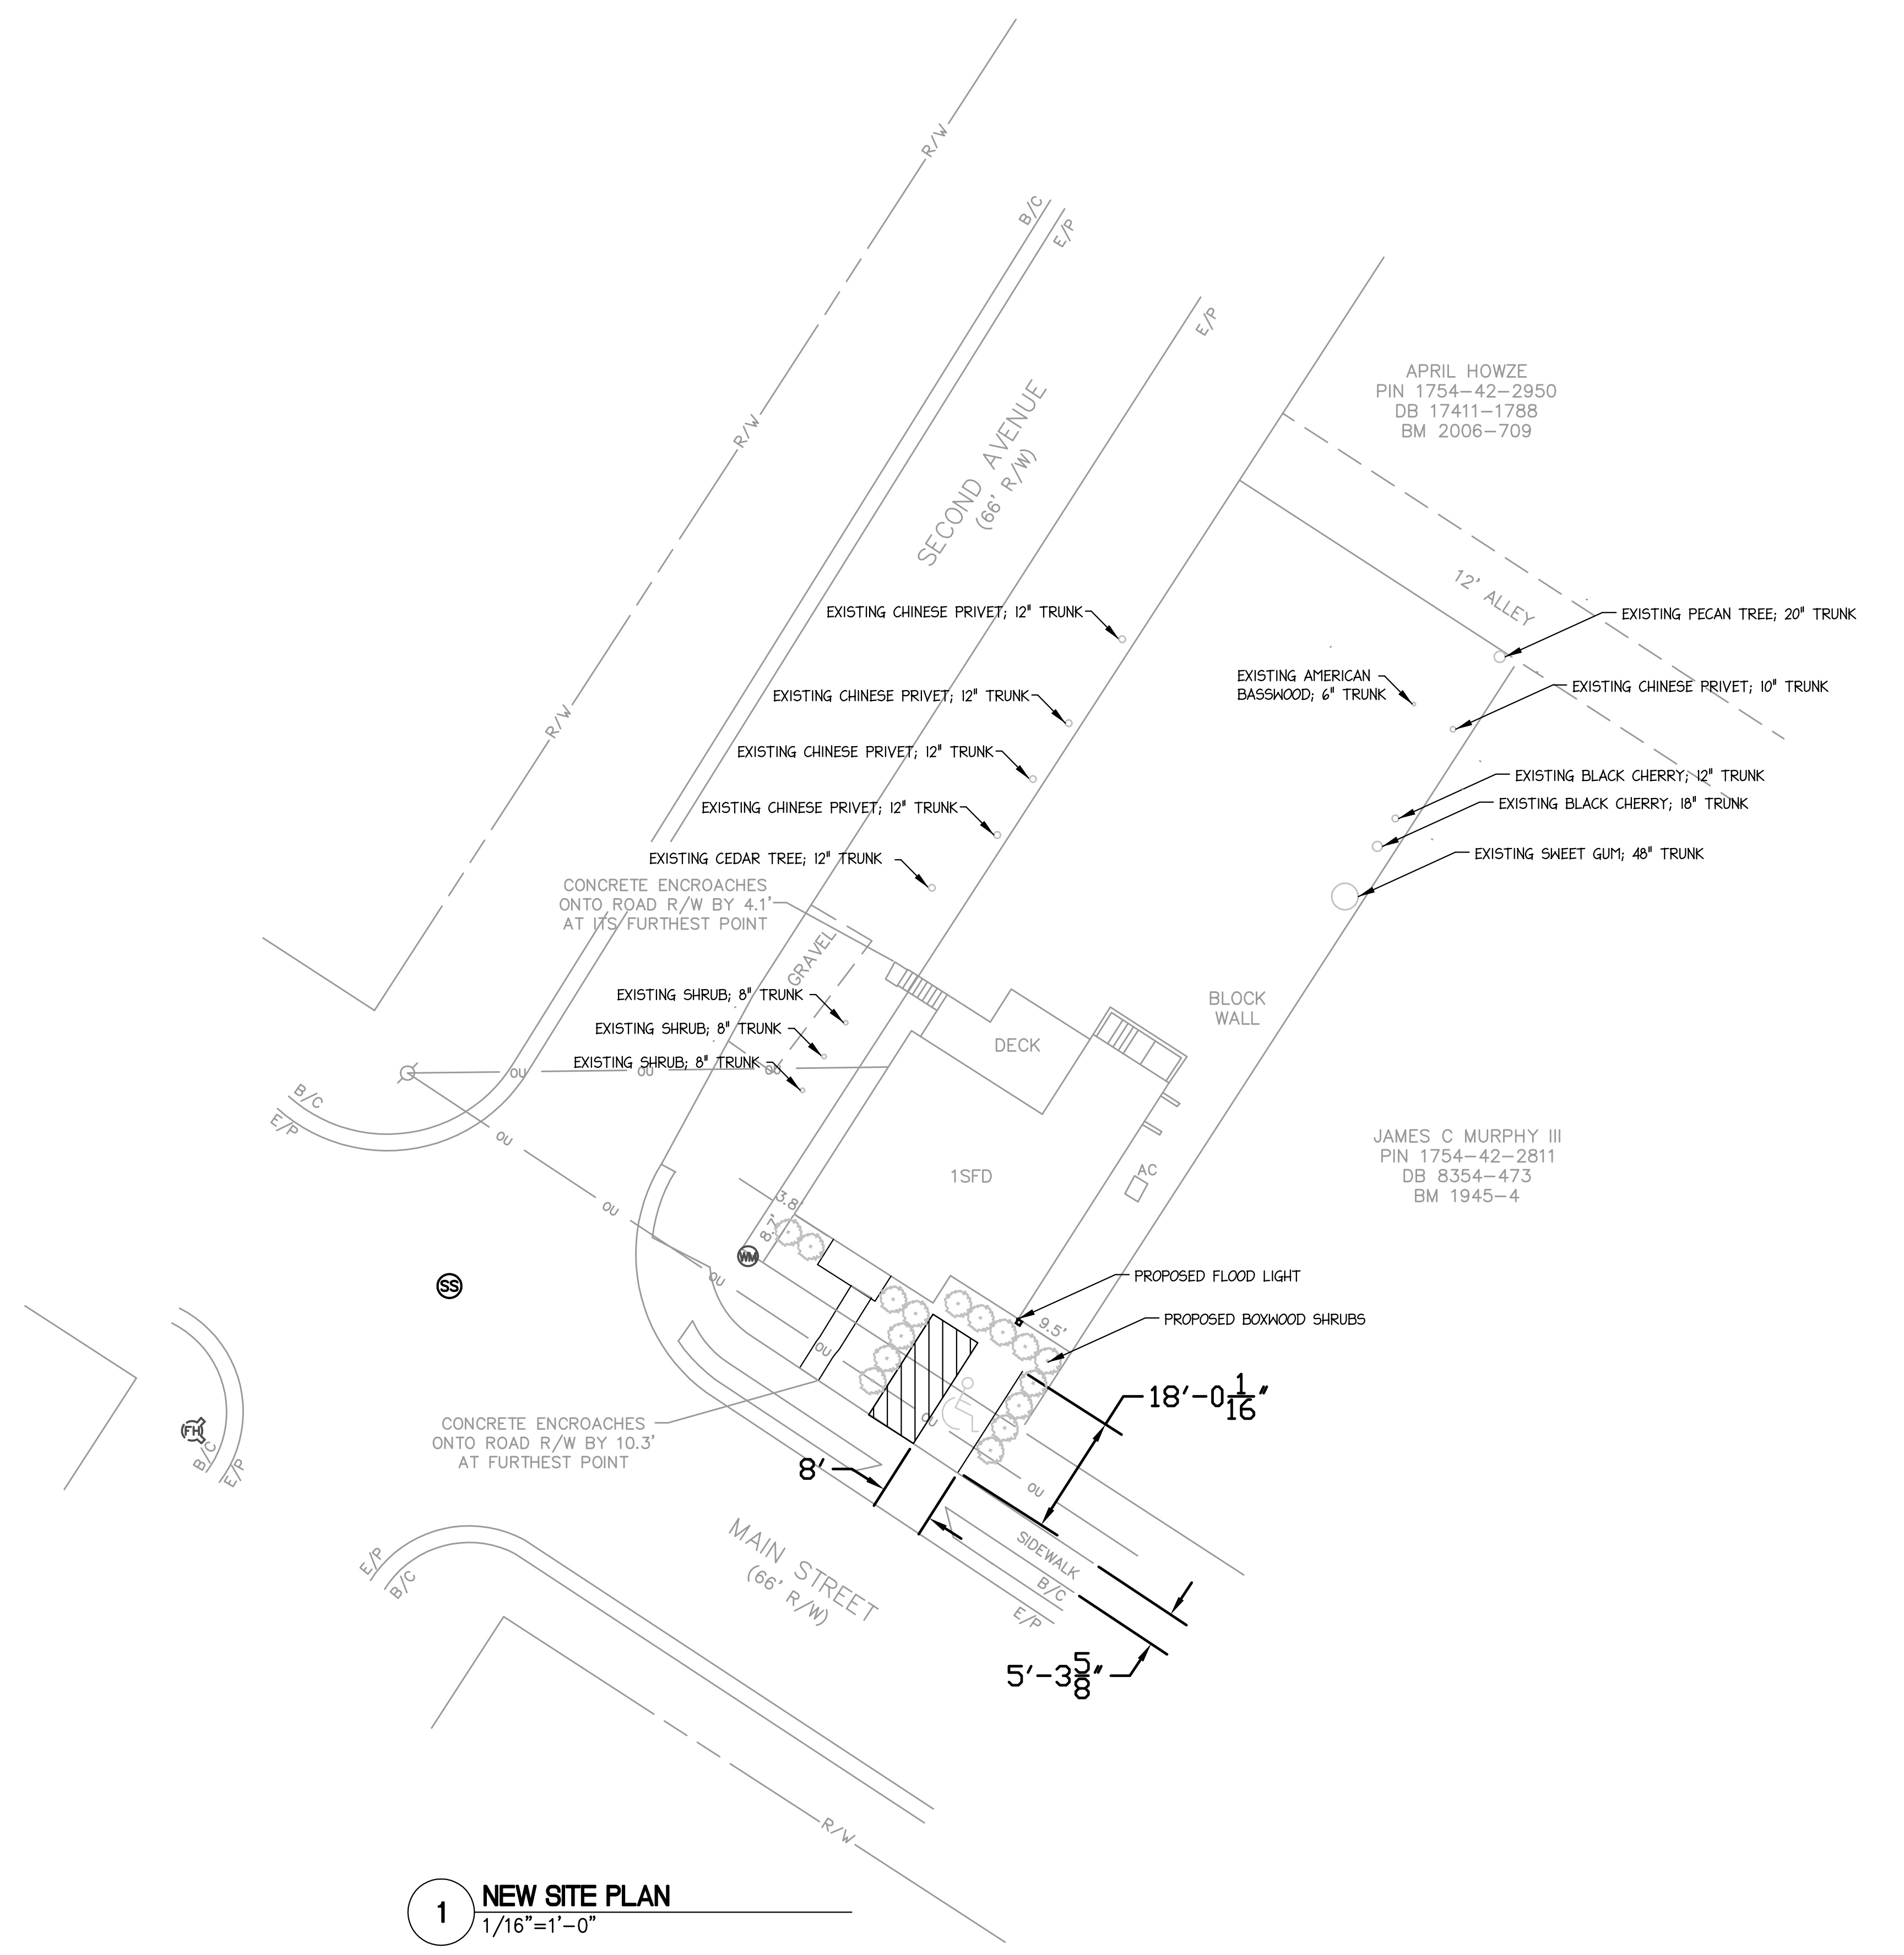 R/W
B/C
E/P
E/P
R/W
SECOND AVENUE
(66' R/W)
R/W
APRIL HOWZE
PIN 1754-42-2950
DB 17411-1788
BM 2006-709
12' ALLEY
EXISTING CHINESE PRIVET; 12" TRUNK
EXISTING PECAN TREE; 20" TRUNK
EXISTING AMERICAN
BASSWOOD; 6" TRUNK
EXISTING CHINESE PRIVET; 10" TRUNK
EXISTING CHINESE PRIVET; 12" TRUNK
EXISTING CHINESE PRIVET; 12" TRUNK
EXISTING BLACK CHERRY; 12" TRUNK
EXISTING BLACK CHERRY; 18" TRUNK
EXISTING CHINESE PRIVET; 12" TRUNK
EXISTING SWEET GUM; 48" TRUNK
EXISTING CEDAR TREE; 12" TRUNK
CONCRETE ENCROACHES
ONTO ROAD R/W BY 4.1'
AT ITS FURTHEST POINT
GRAVEL
EXISTING SHRUB; 8" TRUNK
EXISTING SHRUB; 8" TRUNK
EXISTING SHRUB; 8" TRUNK
BLOCK
WALL
DECK
OU
OU
OU
B/C
E/P
OU
OU
OU
OU
OU
OU
JAMES C MURPHY III
PIN 1754-42-2811
DB 8354-473
BM 1945-4
1SFD
AC
3.8'
8.7'
WM
SS
PROPOSED FLOOD LIGHT
9.5'
PROPOSED BOXWOOD SHRUBS
18'-0 1/16"
CONCRETE ENCROACHES
ONTO ROAD R/W BY 10.3'
AT FURTHEST POINT
FH
B/C
E/P
8'
SIDEWALK
B/C
E/P
MAIN STREET
(66' R/W)
E/P
B/C
5'-3 5/8"
R/W
1
NEW SITE PLAN
1/16"=1'-0"